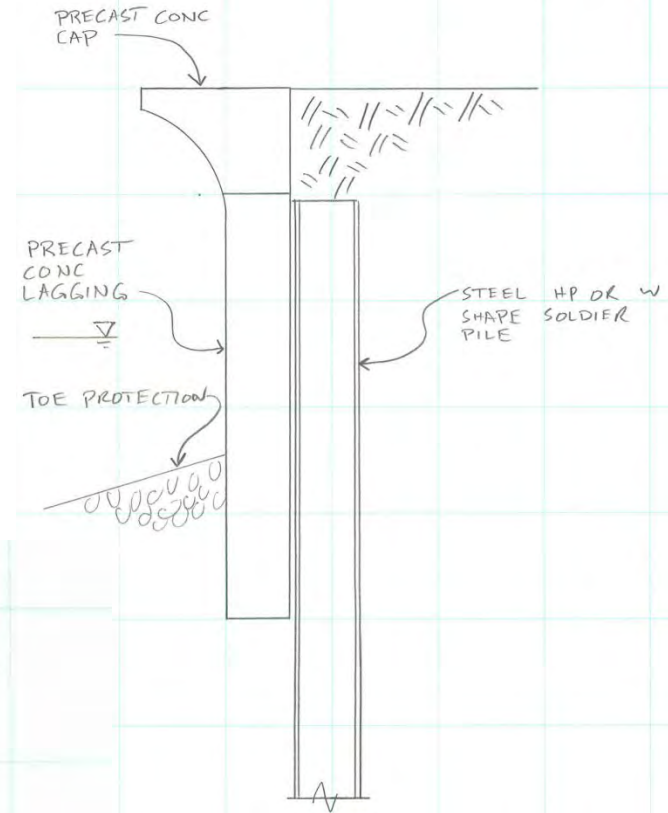 PRECAST CONC
CAP
PRECAST
CONC
LAGGING
STEEL HP OR W
SHAPE SOLDIER
PILE
TOE PROTECTION